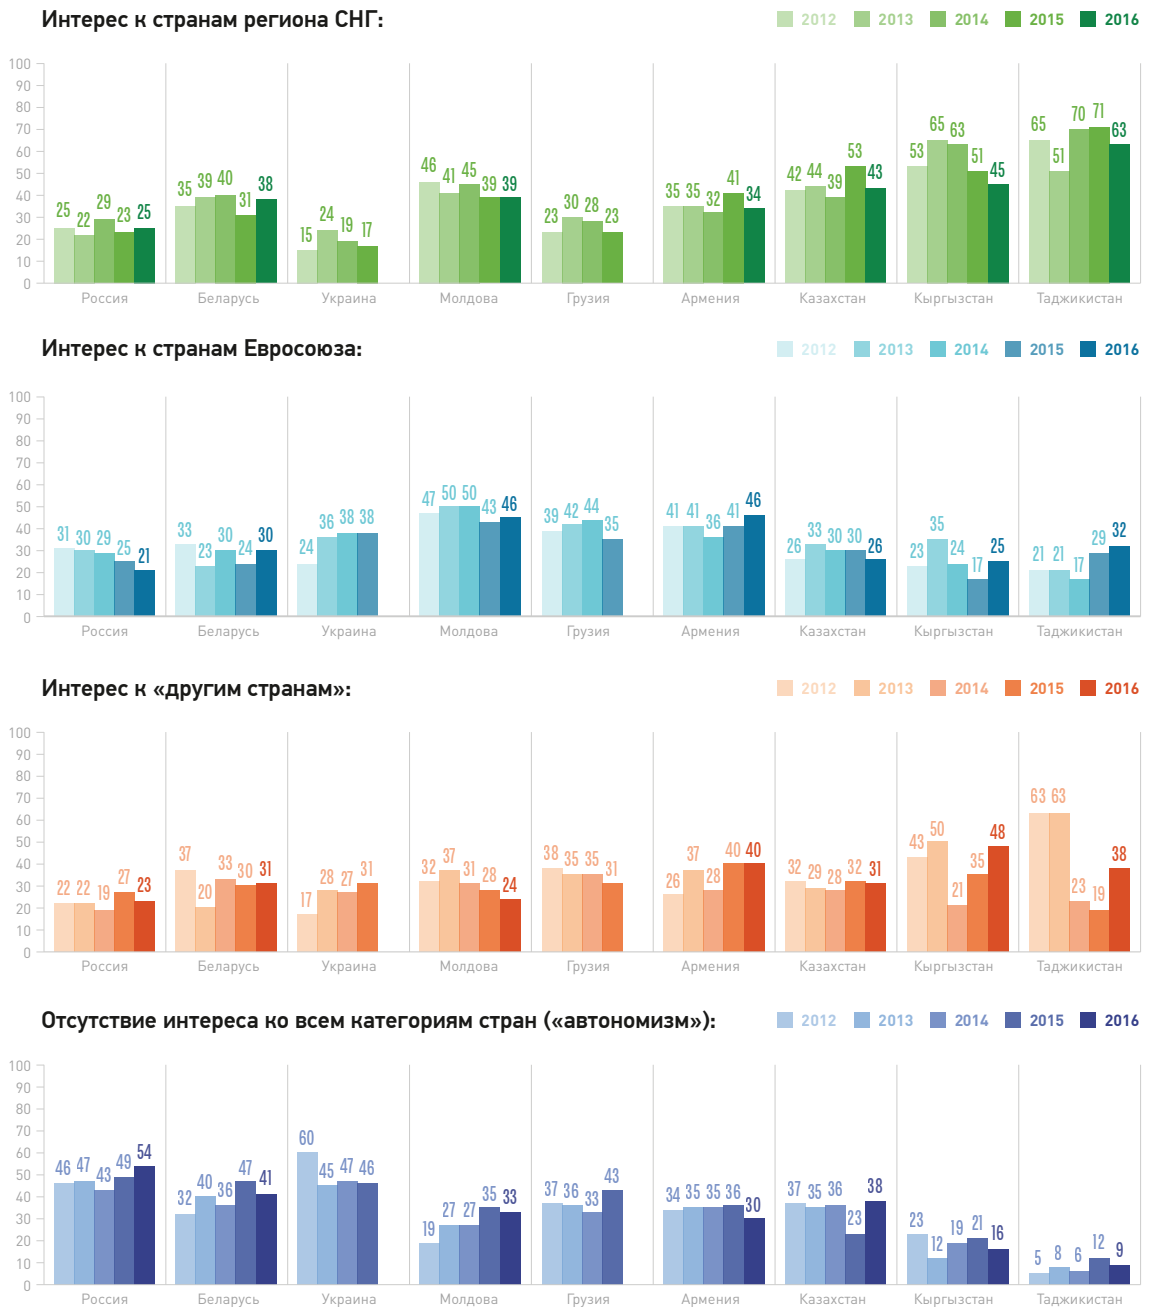 Интерес к странам региона СНГ:
2012 2013 2014 2015 2016
100
90
80
70
60
50
40
30
20
10
0
25 22 29 23 25
35 39 40 31 38
15 24 19 17
46 41 45 39 39
23 30 28 23
35 35 32 41 34
42 44 39 53 43
53 65 63 51 45
65 51 70 71 63
Россия Беларусь Украина Молдова Грузия Армения Казахстан Кыргызстан Таджикистан
Интерес к странам Евросоюза:
2012 2013 2014 2015 2016
100
90
80
70
60
50
40
30
20
10
0
31 30 29 25 21
33 23 30 24 30
24 36 38 38
47 50 50 43 46
39 42 44 35
41 41 36 41 46
26 33 30 30 26
23 35 24 17 25
21 21 17 29 32
Россия Беларусь Украина Молдова Грузия Армения Казахстан Кыргызстан Таджикистан
Интерес к «другим странам»:
2012 2013 2014 2015 2016
100
90
80
70
60
50
40
30
20
10
0
22 22 19 27 23
37 20 33 30 31
17 28 27 31
32 37 31 28 24
38 35 35 31
26 37 28 40 40
32 29 28 32 31
43 50 21 35 48
63 63 23 19 38
Россия Беларусь Украина Молдова Грузия Армения Казахстан Кыргызстан Таджикистан
Отсутствие интереса ко всем категориям стран («автономизм»):
2012 2013 2014 2015 2016
100
90
80
70
60
50
40
30
20
10
0
46 47 43 49 54
32 40 36 47 41
60 45 47 46
19 27 27 35 33
37 36 33 43
34 35 35 36 30
37 35 36 23 38
23 12 19 21 16
5 8 6 12 9
Россия Беларусь Украина Молдова Грузия Армения Казахстан Кыргызстан Таджикистан